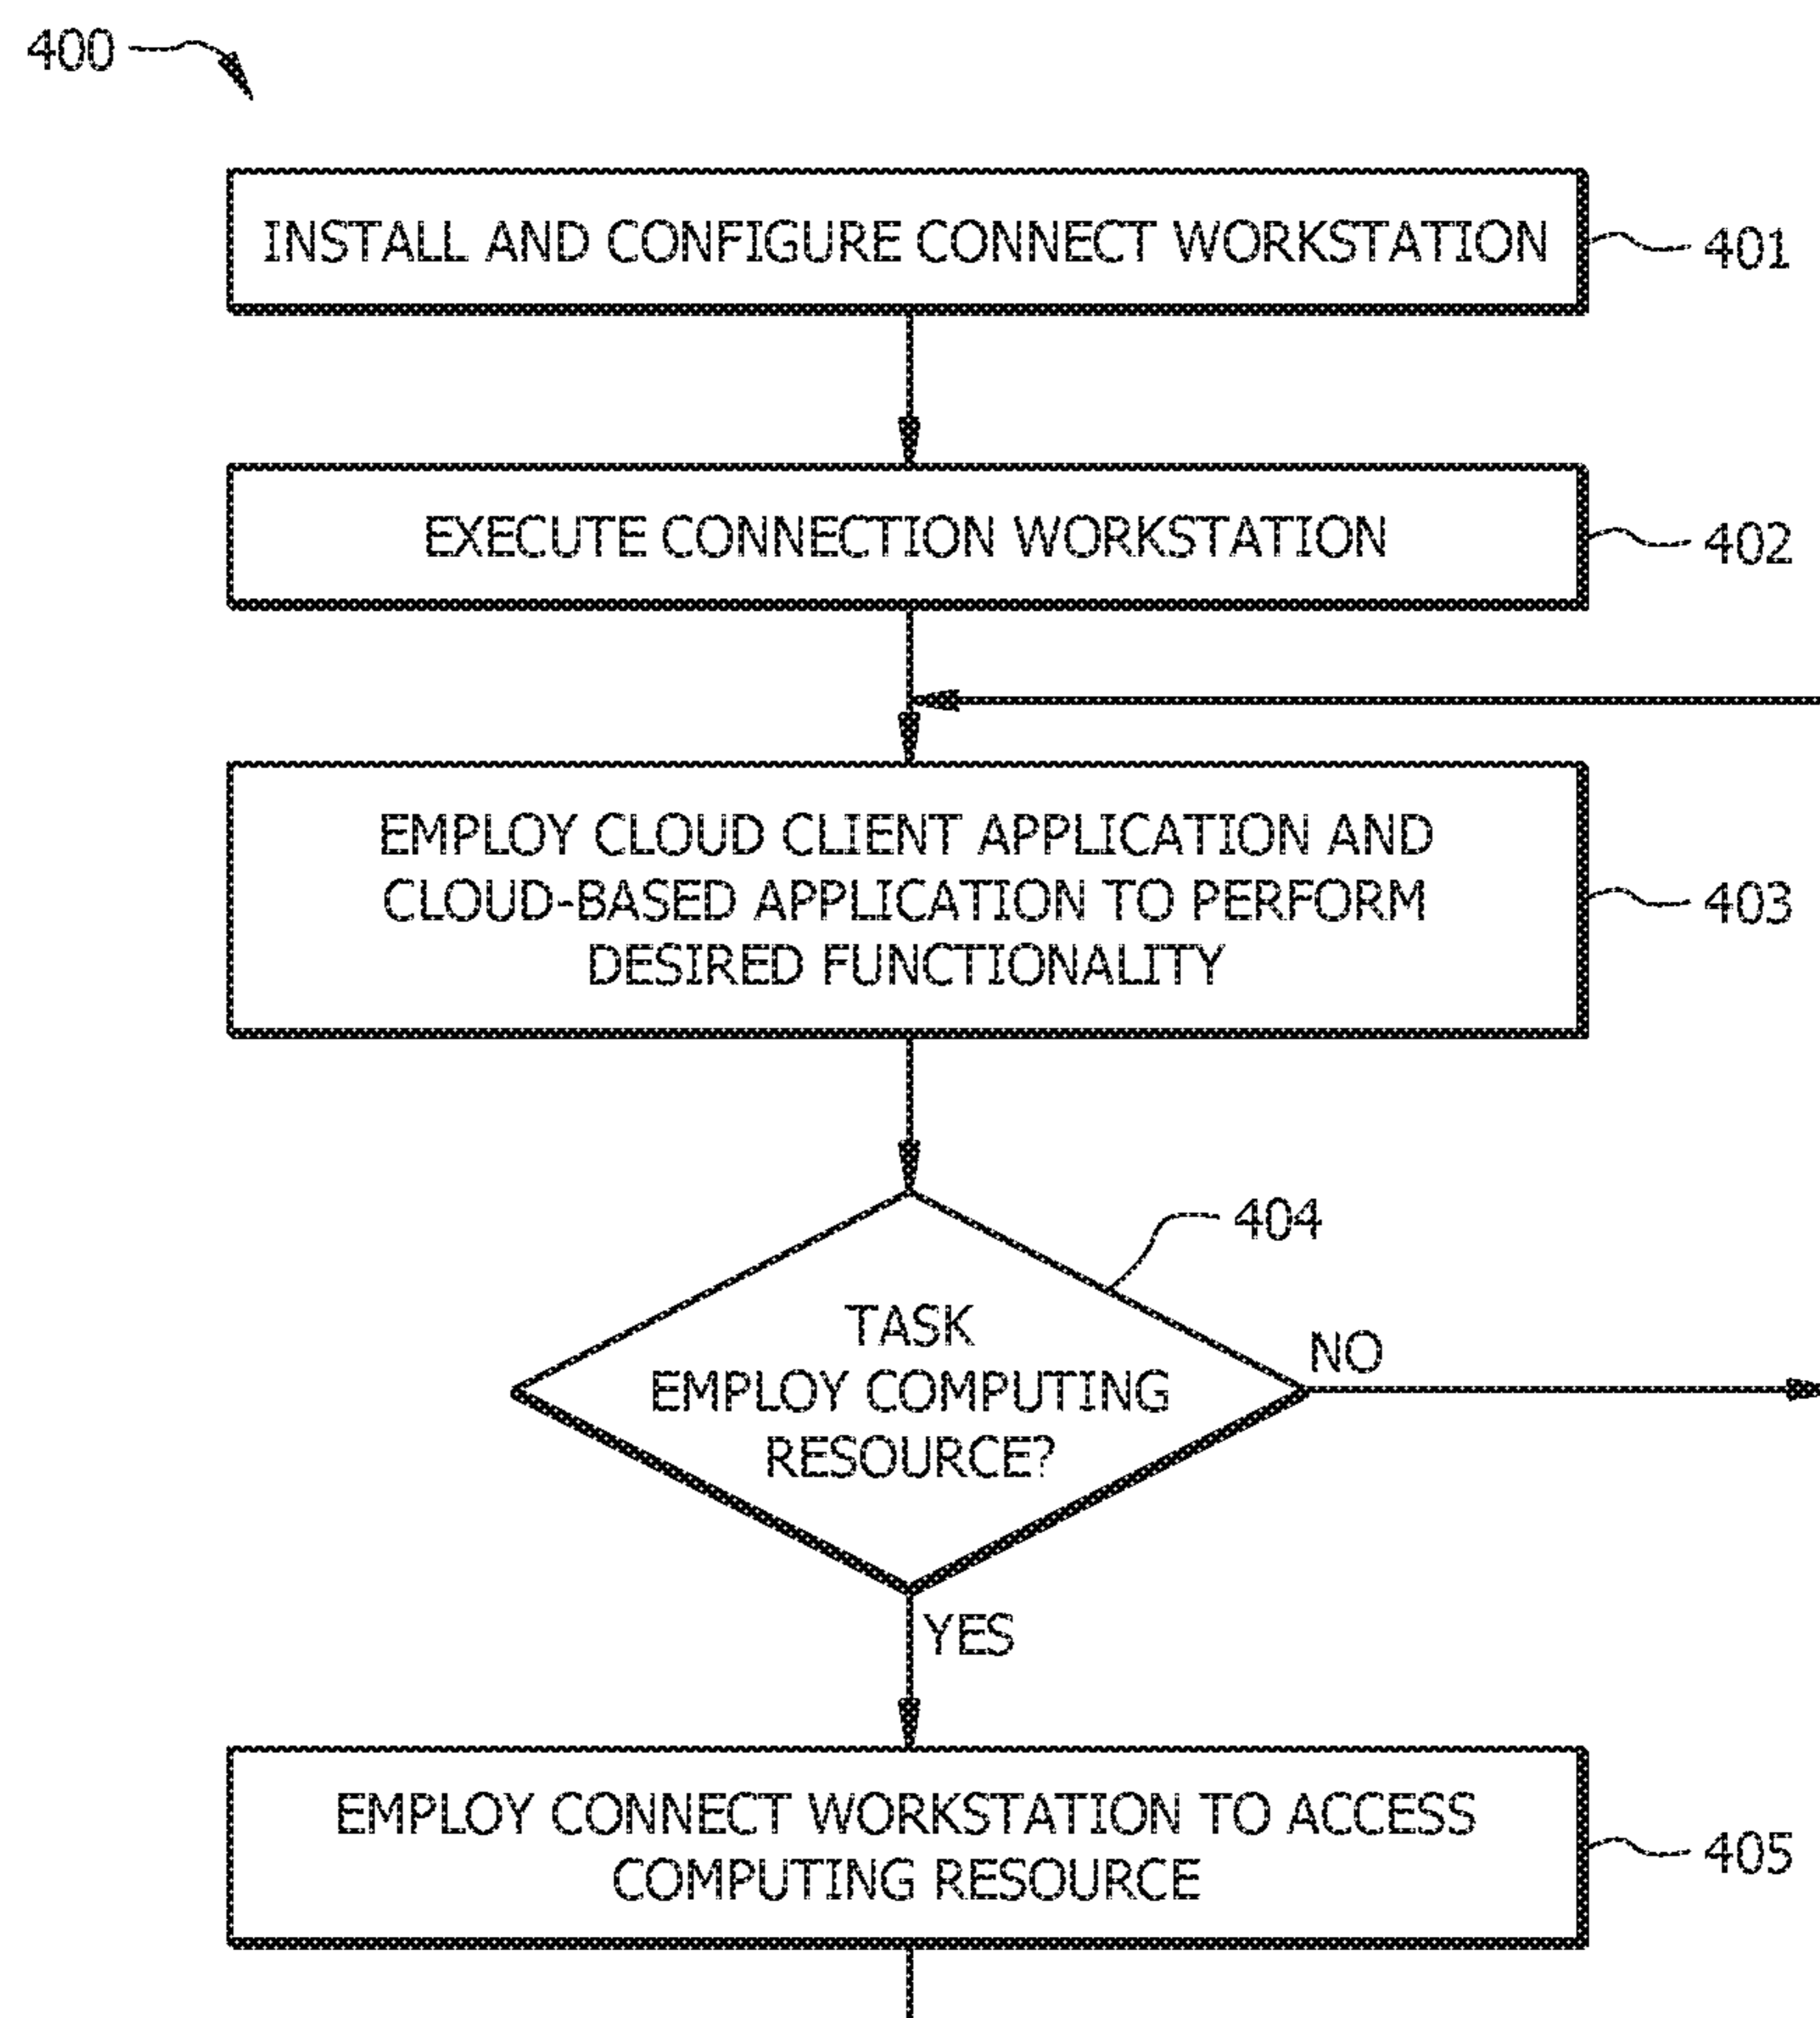 400
INSTALL AND CONFIGURE CONNECT WORKSTATION
401
EXECUTE CONNECTION WORKSTATION
402
EMPLOY CLOUD CLIENT APPLICATION AND
CLOUD-BASED APPLICATION TO PERFORM
DESIRED FUNCTIONALITY
403
404
TASK
EMPLOY COMPUTING
RESOURCE?
NO
YES
EMPLOY CONNECT WORKSTATION TO ACCESS
COMPUTING RESOURCE
405